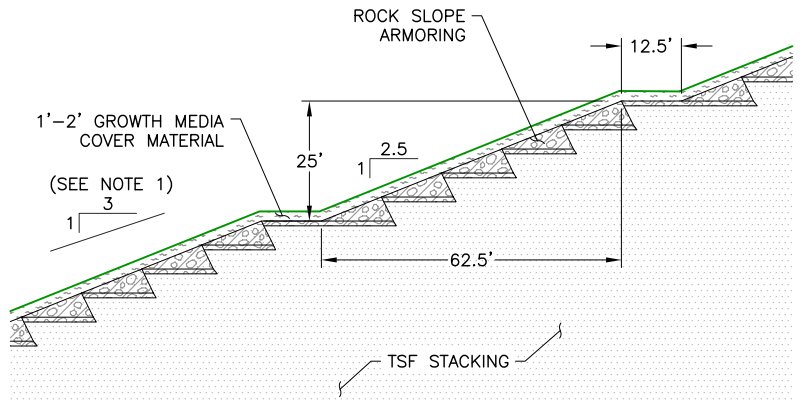 ROCK SLOPE
ARMORING
12.5'
1'-2' GROWTH MEDIA
COVER MATERIAL
25'
2.5
1
(SEE NOTE 1)
3
1
62.5'
TSF STACKING